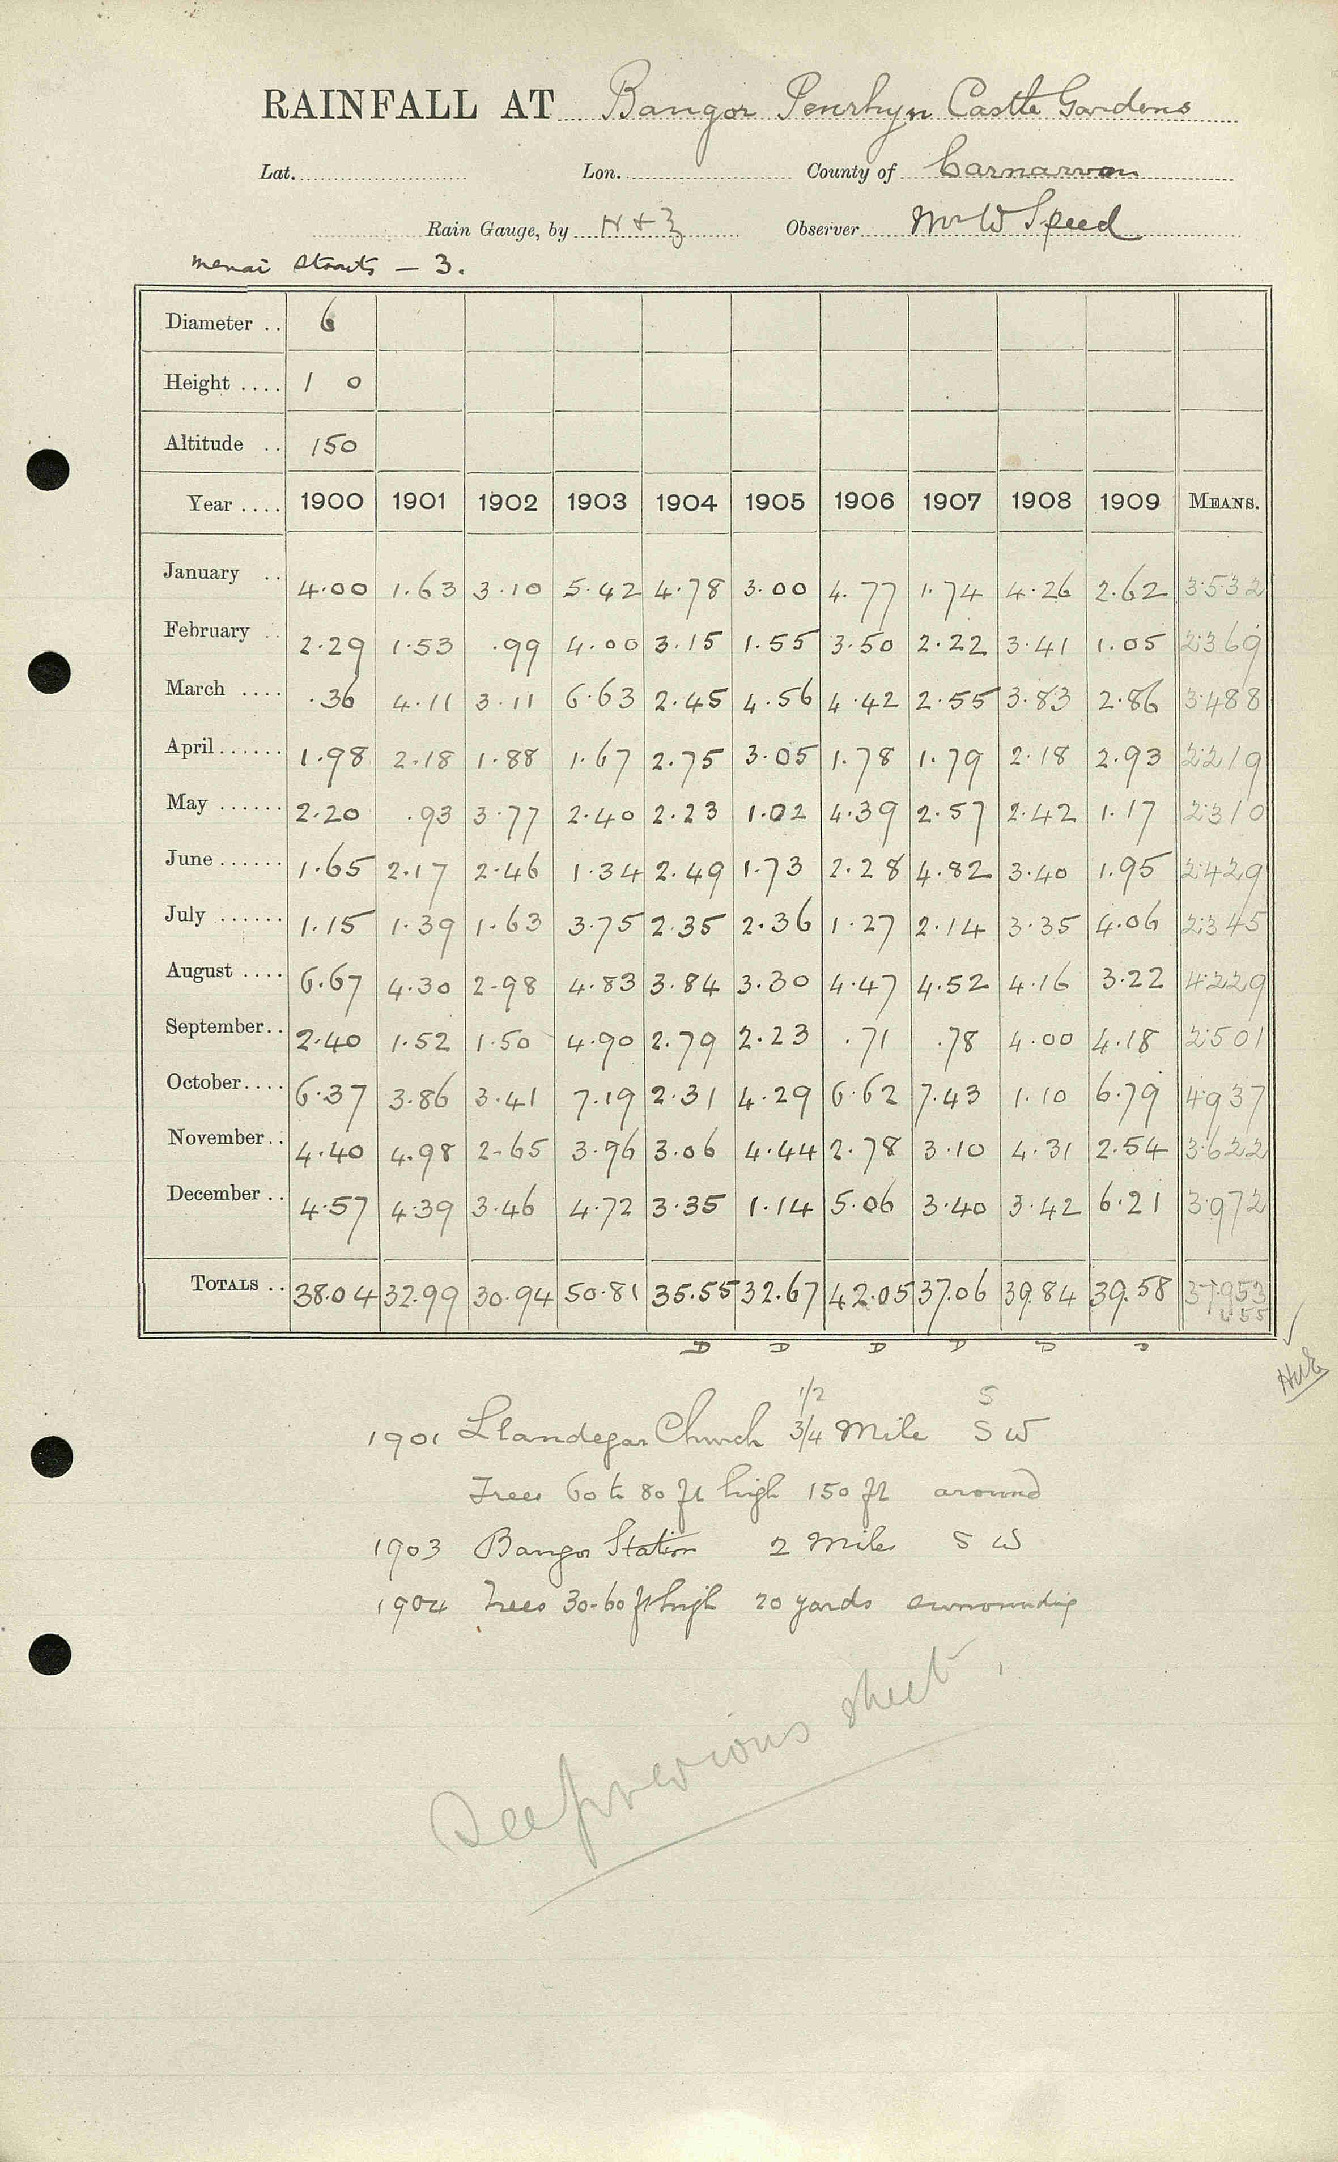 RAINFALL AT Bangor Penrhyn Castle Gardens
Lat. Lon. County of Carnarvon
Rain Gauge, by N + Z Observer Mr W Speed
Menai Straits – 3.
Diameter .. 6
Height .... 1 0
Altitude .. 150
Year .... 1900 1901 1902 1903 1904 1905 1906 1907 1908 1909 MEANS.
January .. 4.00 1.63 3.10 5.42 4.78 3.00 4.77 1.74 4.26 2.62 3.532
February .. 2.29 1.53 .99 4.00 3.15 1.55 3.50 2.22 3.41 1.05 2.369
March .... .36 4.11 3.11 6.63 2.45 4.56 4.42 2.55 3.83 2.86 3.488
April ...... 1.98 2.18 1.88 1.67 2.75 3.05 1.78 1.79 2.18 2.93 2.219
May ...... 2.20 .93 3.77 2.40 2.23 1.02 4.39 2.57 2.42 1.17 2.310
June ...... 1.65 2.17 2.46 1.34 2.49 1.73 2.28 4.82 3.40 1.95 2.429
July ...... 1.15 1.39 1.63 3.75 2.35 2.36 1.27 2.14 3.35 4.06 2.345
August .... 6.67 4.30 2.98 4.83 3.84 3.30 4.47 4.52 4.16 3.22 4.229
September .. 2.40 1.52 1.50 4.90 2.79 2.23 .71 .78 4.00 4.18 2.501
October .... 6.37 3.86 3.41 7.19 2.31 4.29 6.62 7.43 1.10 6.79 4.937
November .. 4.40 4.98 2.65 3.96 3.06 4.44 2.78 3.10 4.31 2.54 3.622
December .. 4.57 4.39 3.46 4.72 3.35 1.14 5.06 3.40 3.42 6.21 3.972
TOTALS .. 38.04 32.99 30.94 50.81 35.55 32.67 42.05 37.06 39.84 39.58 37.953
D D D D D D
1/2 S
1901 Llandegai Church 3/4 Mile S W
Trees 60 to 80 ft high 150 ft around
1903 Bangor Station 2 Mile S W
1904 Trees 30-60 ft high 20 yards surrounding
See previous sheet.